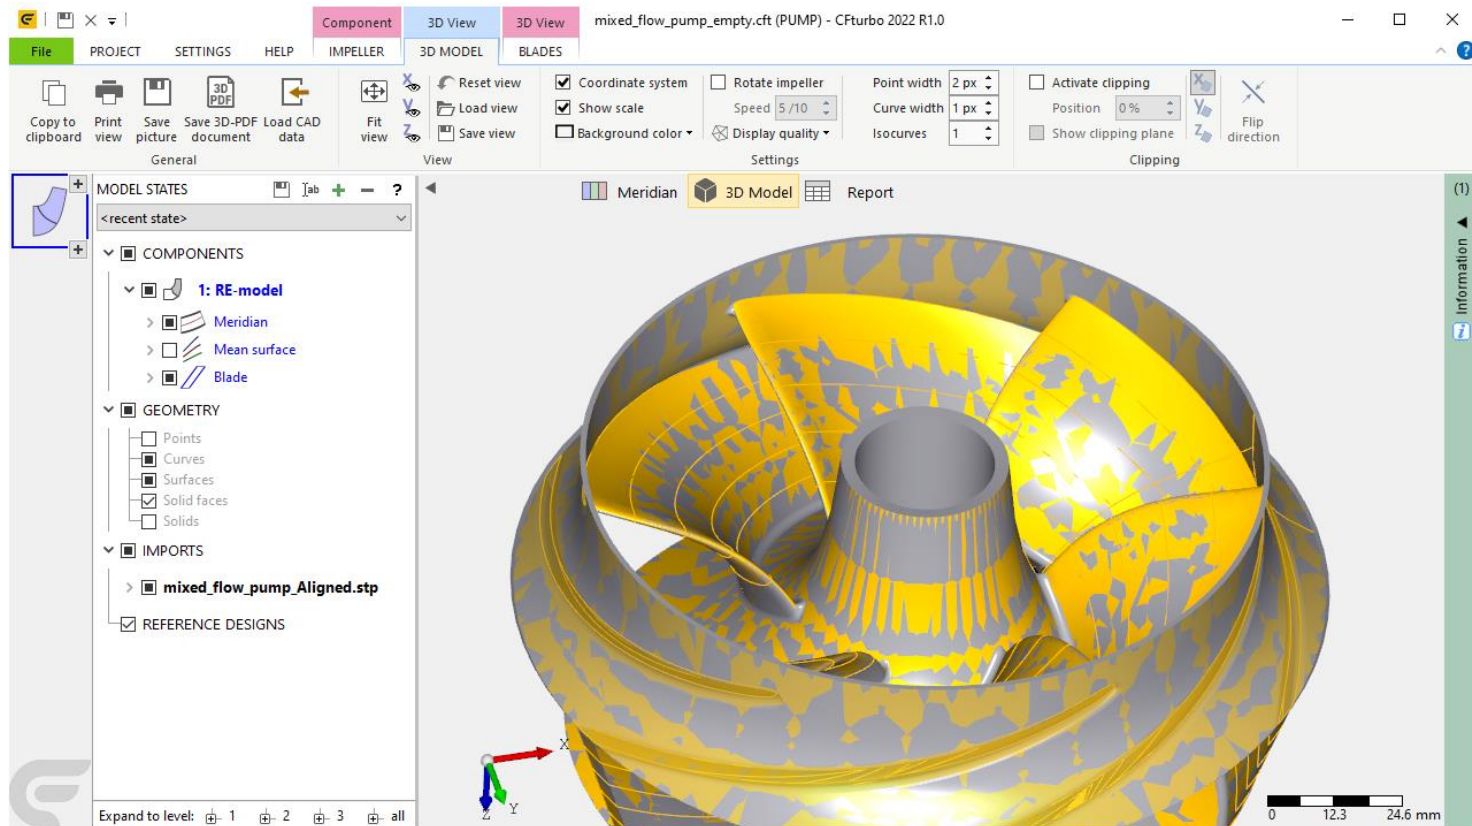 Component 3D View 3D View mixed_flow_pump_empty.cft (PUMP) - CFturbo 2022 R1.0
File PROJECT SETTINGS HELP IMPELLER 3D MODEL BLADES
Copy to clipboard
Print view
Save picture
3D PDF
Save 3D-PDF document
Load CAD data
General
Fit view
X
Y
Z
Reset view
Load view
Save view
View
Coordinate system
Show scale
Background color
Rotate impeller
Speed 5 /10
Display quality
Point width 2 px
Curve width 1 px
Isocurves 1
Settings
Activate clipping
Position 0 %
Show clipping plane
X
Y
Z
Flip direction
Clipping
MODEL STATES ab + − ?
<recent state>
COMPONENTS
1: RE-model
Meridian
Mean surface
Blade
GEOMETRY
Points
Curves
Surfaces
Solid faces
Solids
IMPORTS
mixed_flow_pump_Aligned.stp
REFERENCE DESIGNS
Expand to level: 1 2 3 all
Meridian 3D Model Report
X
Y
Z
0 12.3 24.6 mm
(1)
Information
i